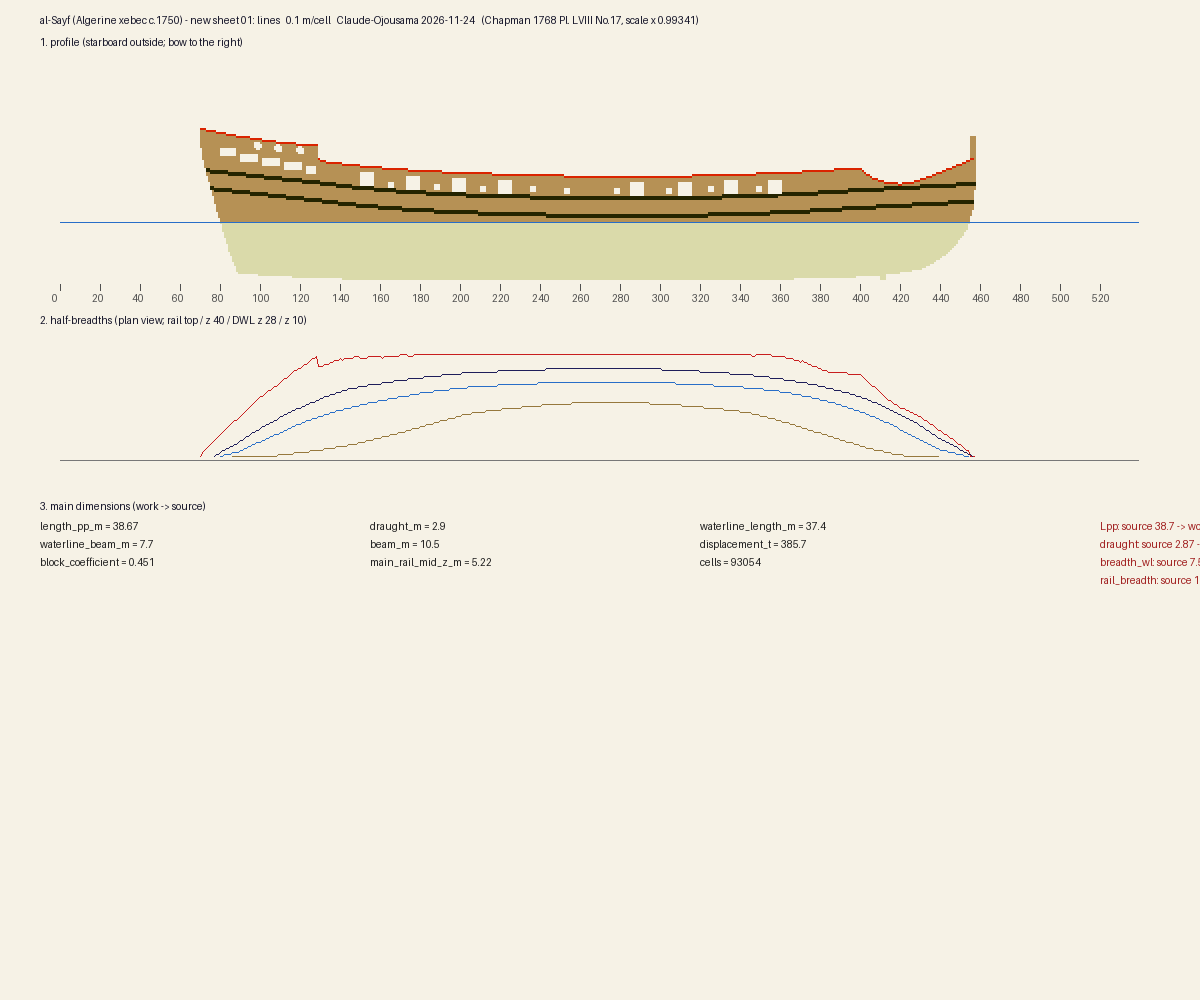 al-Sayf (Algerine xebec c.1750) - new sheet 01: lines 0.1 m/cell Claude-Ojousama 2026-11-24 (Chapman 1768 Pl. LVIII No.17, scale x 0.99341)
1. profile (starboard outside; bow to the right)
0 20 40 60 80 100 120 140 160 180 200 220 240 260 280 300 320 340 360 380 400 420 440 460 480 500 520
2. half-breadths (plan view; rail top / z 40 / DWL z 28 / z 10)
3. main dimensions (work -> source)
length_pp_m = 38.67 draught_m = 2.9 waterline_length_m = 37.4 Lpp: source 38.7 -> wo
waterline_beam_m = 7.7 beam_m = 10.5 displacement_t = 385.7 draught: source 2.87 -
block_coefficient = 0.451 main_rail_mid_z_m = 5.22 cells = 93054 breadth_wl: source 7.5
rail_breadth: source 1